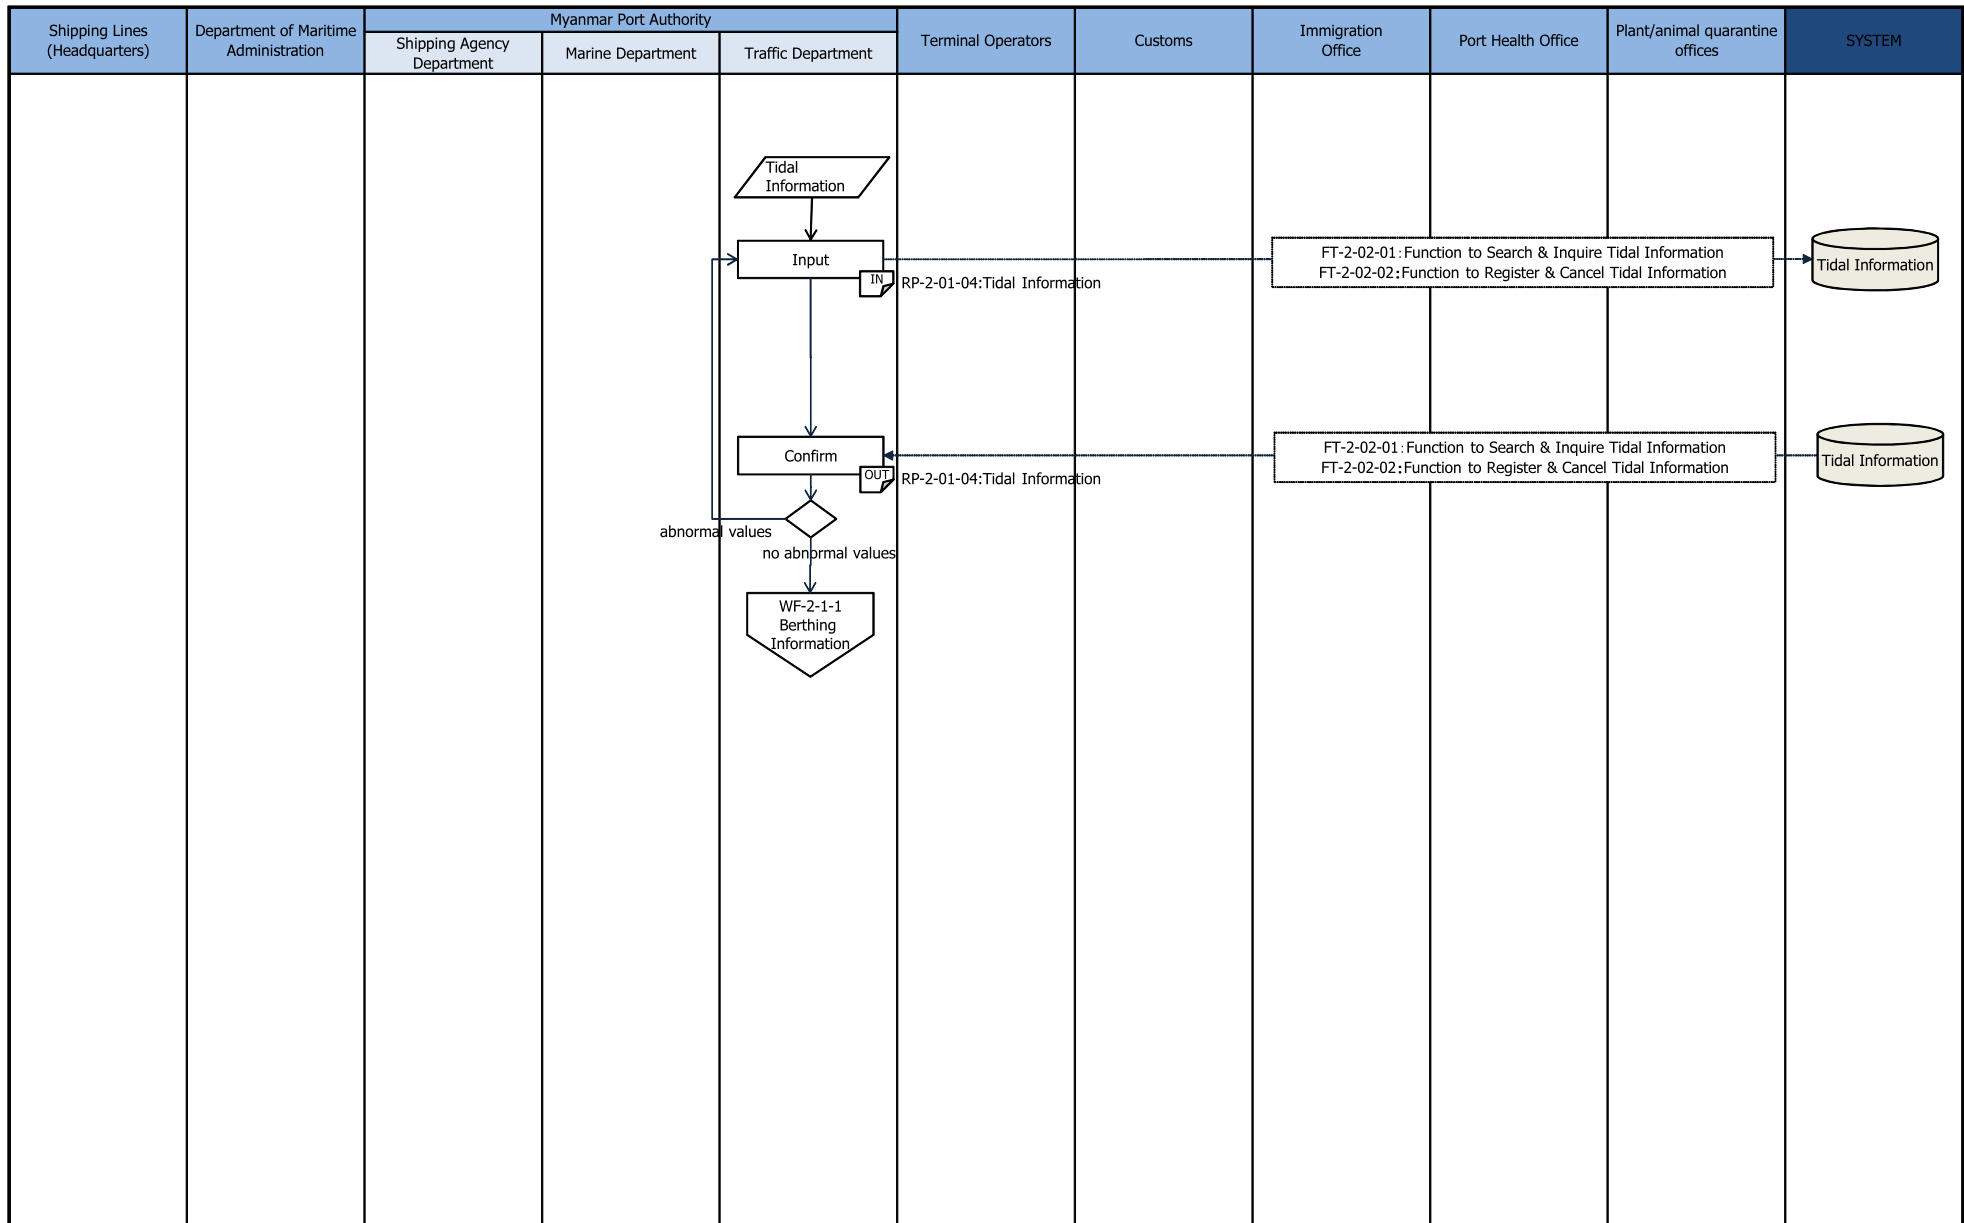 Shipping Lines
(Headquarters)
Department of Maritime
Administration
Myanmar Port Authority
Shipping Agency
Department
Marine Department
Traffic Department
Terminal Operators
Customs
Immigration
Office
Port Health Office
Plant/animal quarantine
offices
SYSTEM
Tidal
Information
Input
IN
RP-2-01-04:Tidal Information
FT-2-02-01:Function to Search & Inquire Tidal Information
FT-2-02-02:Function to Register & Cancel Tidal Information
Tidal Information
Confirm
OUT
RP-2-01-04:Tidal Information
FT-2-02-01:Function to Search & Inquire Tidal Information
FT-2-02-02:Function to Register & Cancel Tidal Information
Tidal Information
abnormal values
no abnormal values
WF-2-1-1
Berthing
Information